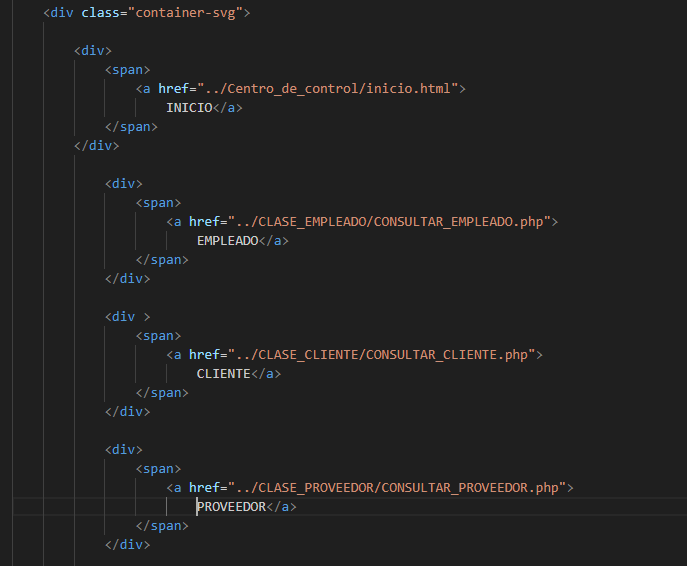 <div class="container-svg">
<div>
<span>
<a href="../Centro_de_control/inicio.html">
INICIO</a>
</span>
</div>
<div>
<span>
<a href="../CLASE_EMPLEADO/CONSULTAR_EMPLEADO.php">
EMPLEADO</a>
</span>
</div>
<div >
<span>
<a href="../CLASE_CLIENTE/CONSULTAR_CLIENTE.php">
CLIENTE</a>
</span>
</div>
<div>
<span>
<a href="../CLASE_PROVEEDOR/CONSULTAR_PROVEEDOR.php">
PROVEEDOR</a>
</span>
</div>